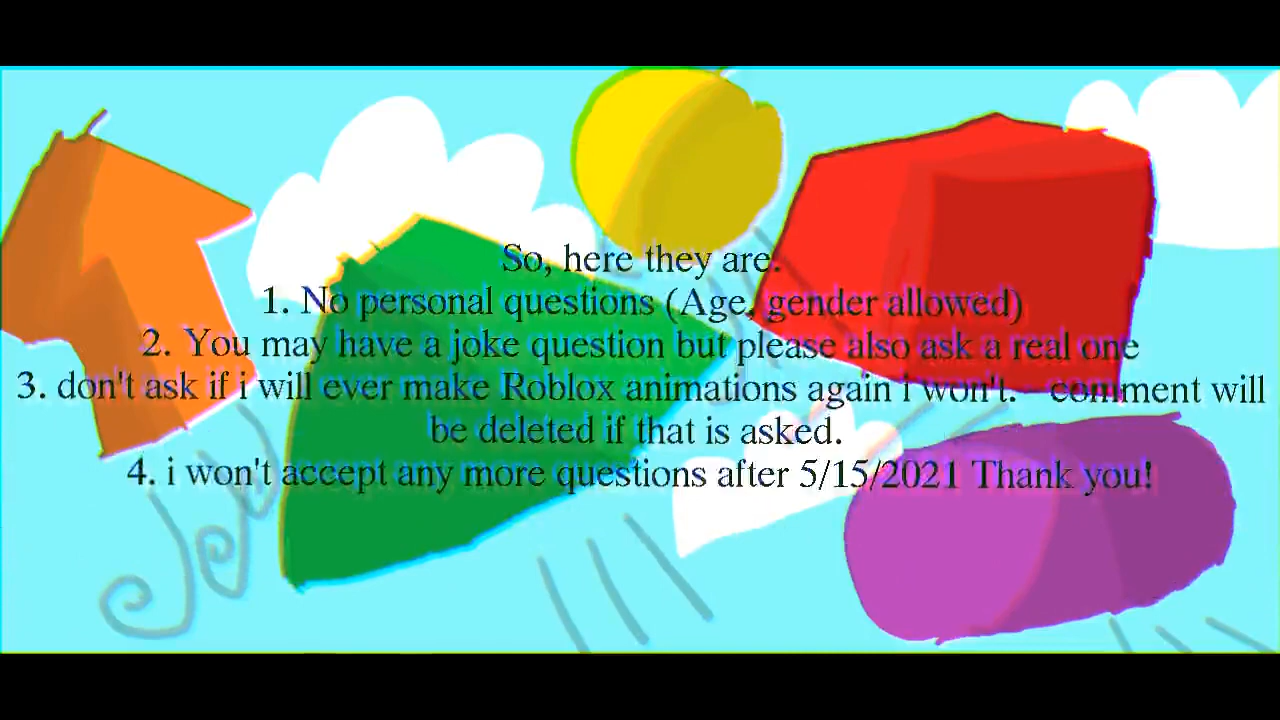 So, here they are.
1. No personal questions (Age, gender allowed)
2. You may have a joke question but please also ask a real one
3. don't ask if i will ever make Roblox animations again i won't. comment will
be deleted if that is asked.
4. i won't accept any more questions after 5/15/2021 Thank you!